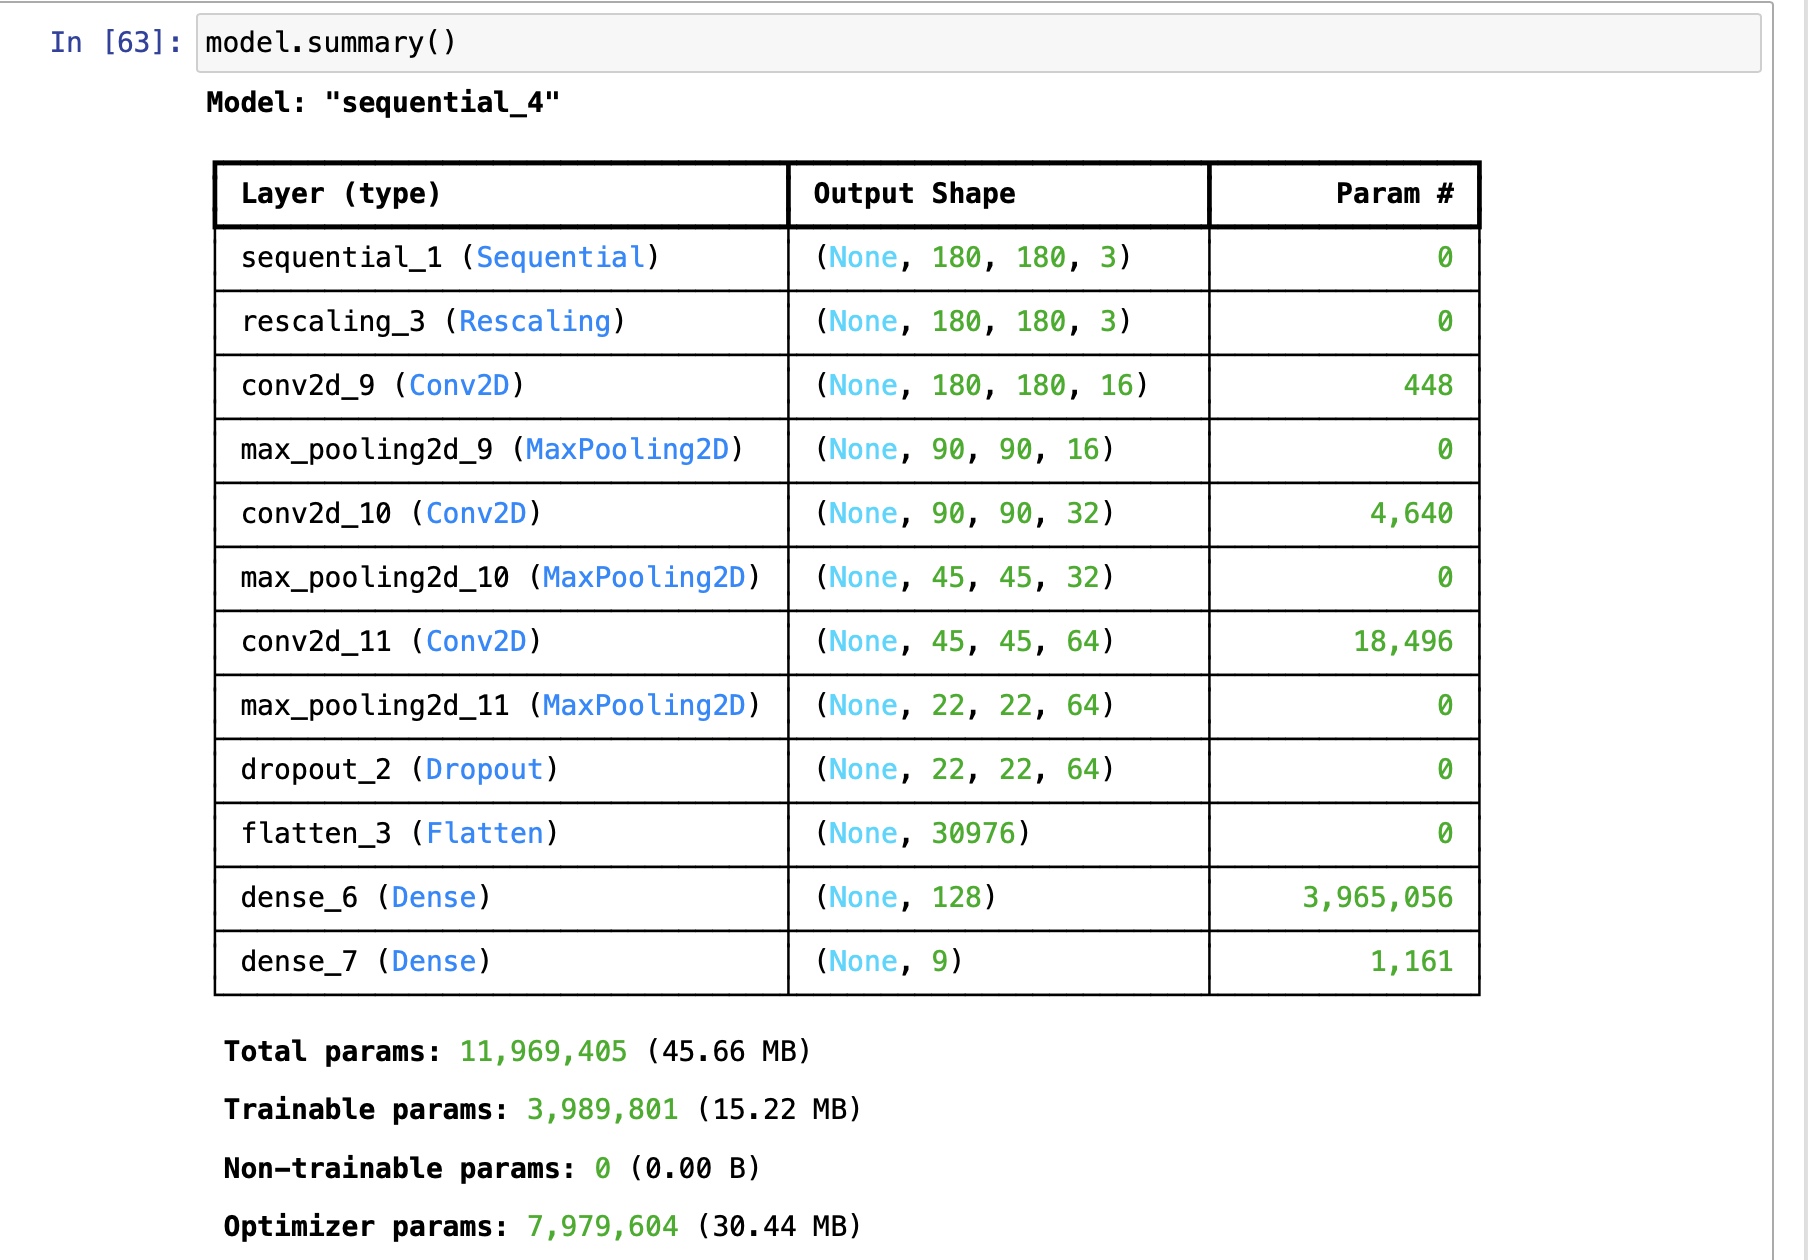 In [63]: model.summary()
Model: "sequential_4"
Layer (type) Output Shape Param #
sequential_1 (Sequential) (None, 180, 180, 3) 0
rescaling_3 (Rescaling) (None, 180, 180, 3) 0
conv2d_9 (Conv2D) (None, 180, 180, 16) 448
max_pooling2d_9 (MaxPooling2D) (None, 90, 90, 16) 0
conv2d_10 (Conv2D) (None, 90, 90, 32) 4,640
max_pooling2d_10 (MaxPooling2D) (None, 45, 45, 32) 0
conv2d_11 (Conv2D) (None, 45, 45, 64) 18,496
max_pooling2d_11 (MaxPooling2D) (None, 22, 22, 64) 0
dropout_2 (Dropout) (None, 22, 22, 64) 0
flatten_3 (Flatten) (None, 30976) 0
dense_6 (Dense) (None, 128) 3,965,056
dense_7 (Dense) (None, 9) 1,161
Total params: 11,969,405 (45.66 MB)
Trainable params: 3,989,801 (15.22 MB)
Non-trainable params: 0 (0.00 B)
Optimizer params: 7,979,604 (30.44 MB)